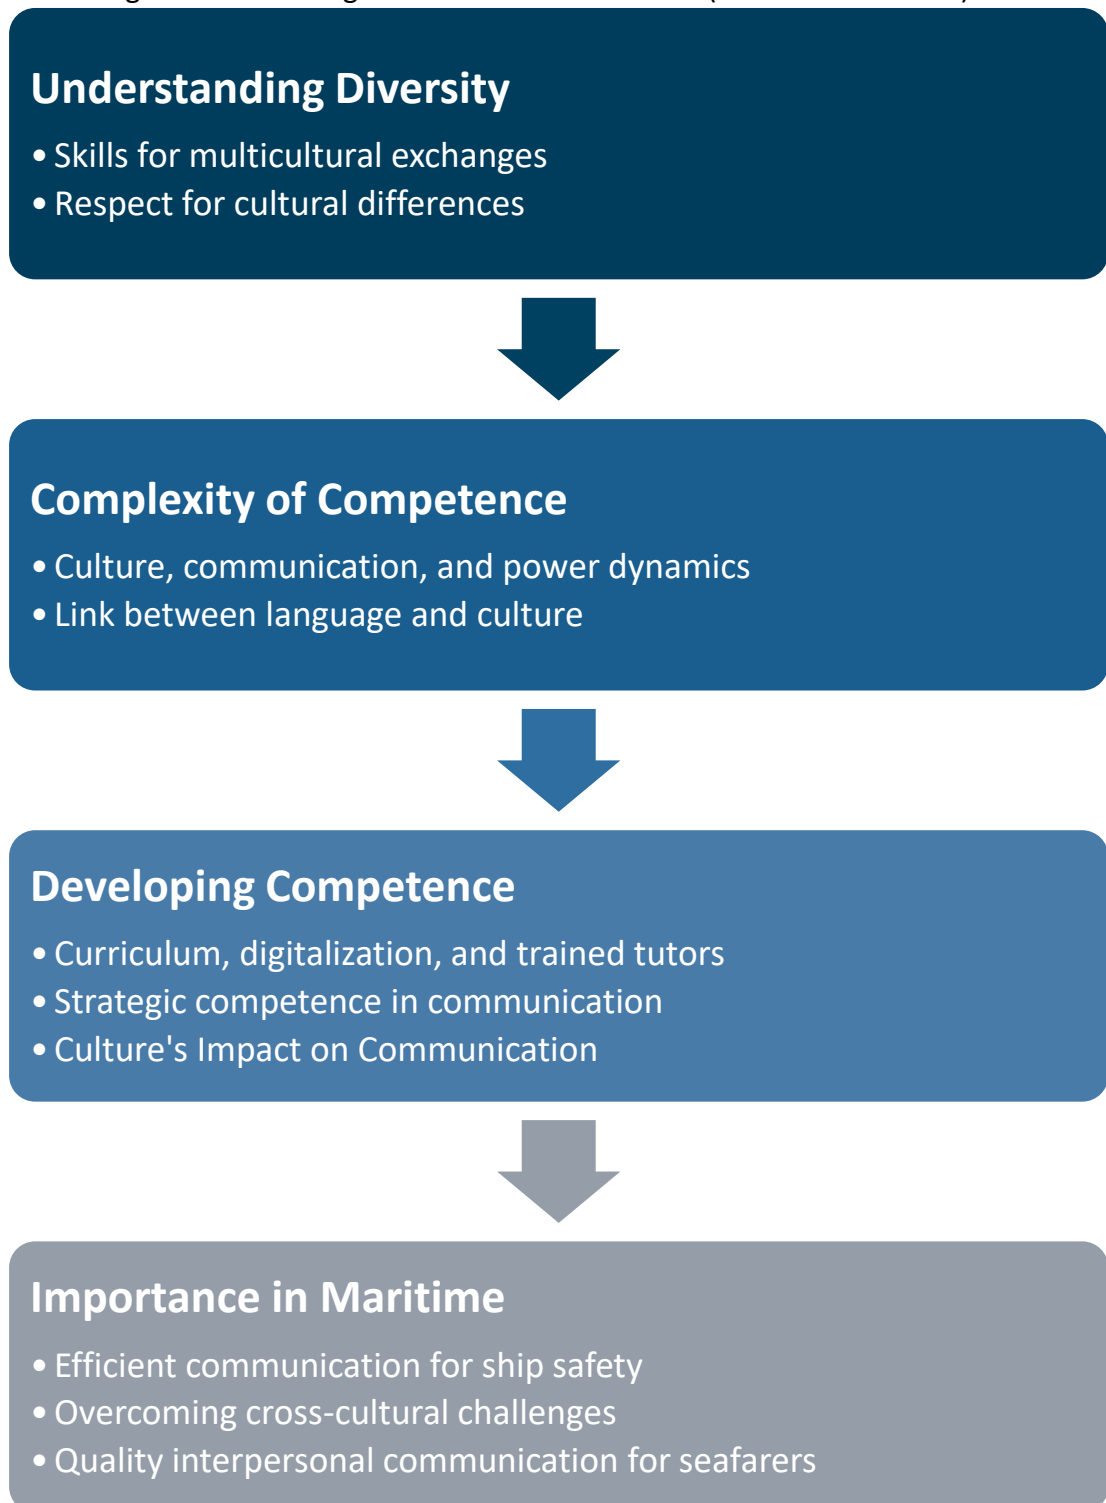 Understanding Diversity
• Skills for multicultural exchanges
• Respect for cultural differences
Complexity of Competence
• Culture, communication, and power dynamics
• Link between language and culture
Developing Competence
• Curriculum, digitalization, and trained tutors
• Strategic competence in communication
• Culture's Impact on Communication
Importance in Maritime
• Efficient communication for ship safety
• Overcoming cross-cultural challenges
• Quality interpersonal communication for seafarers